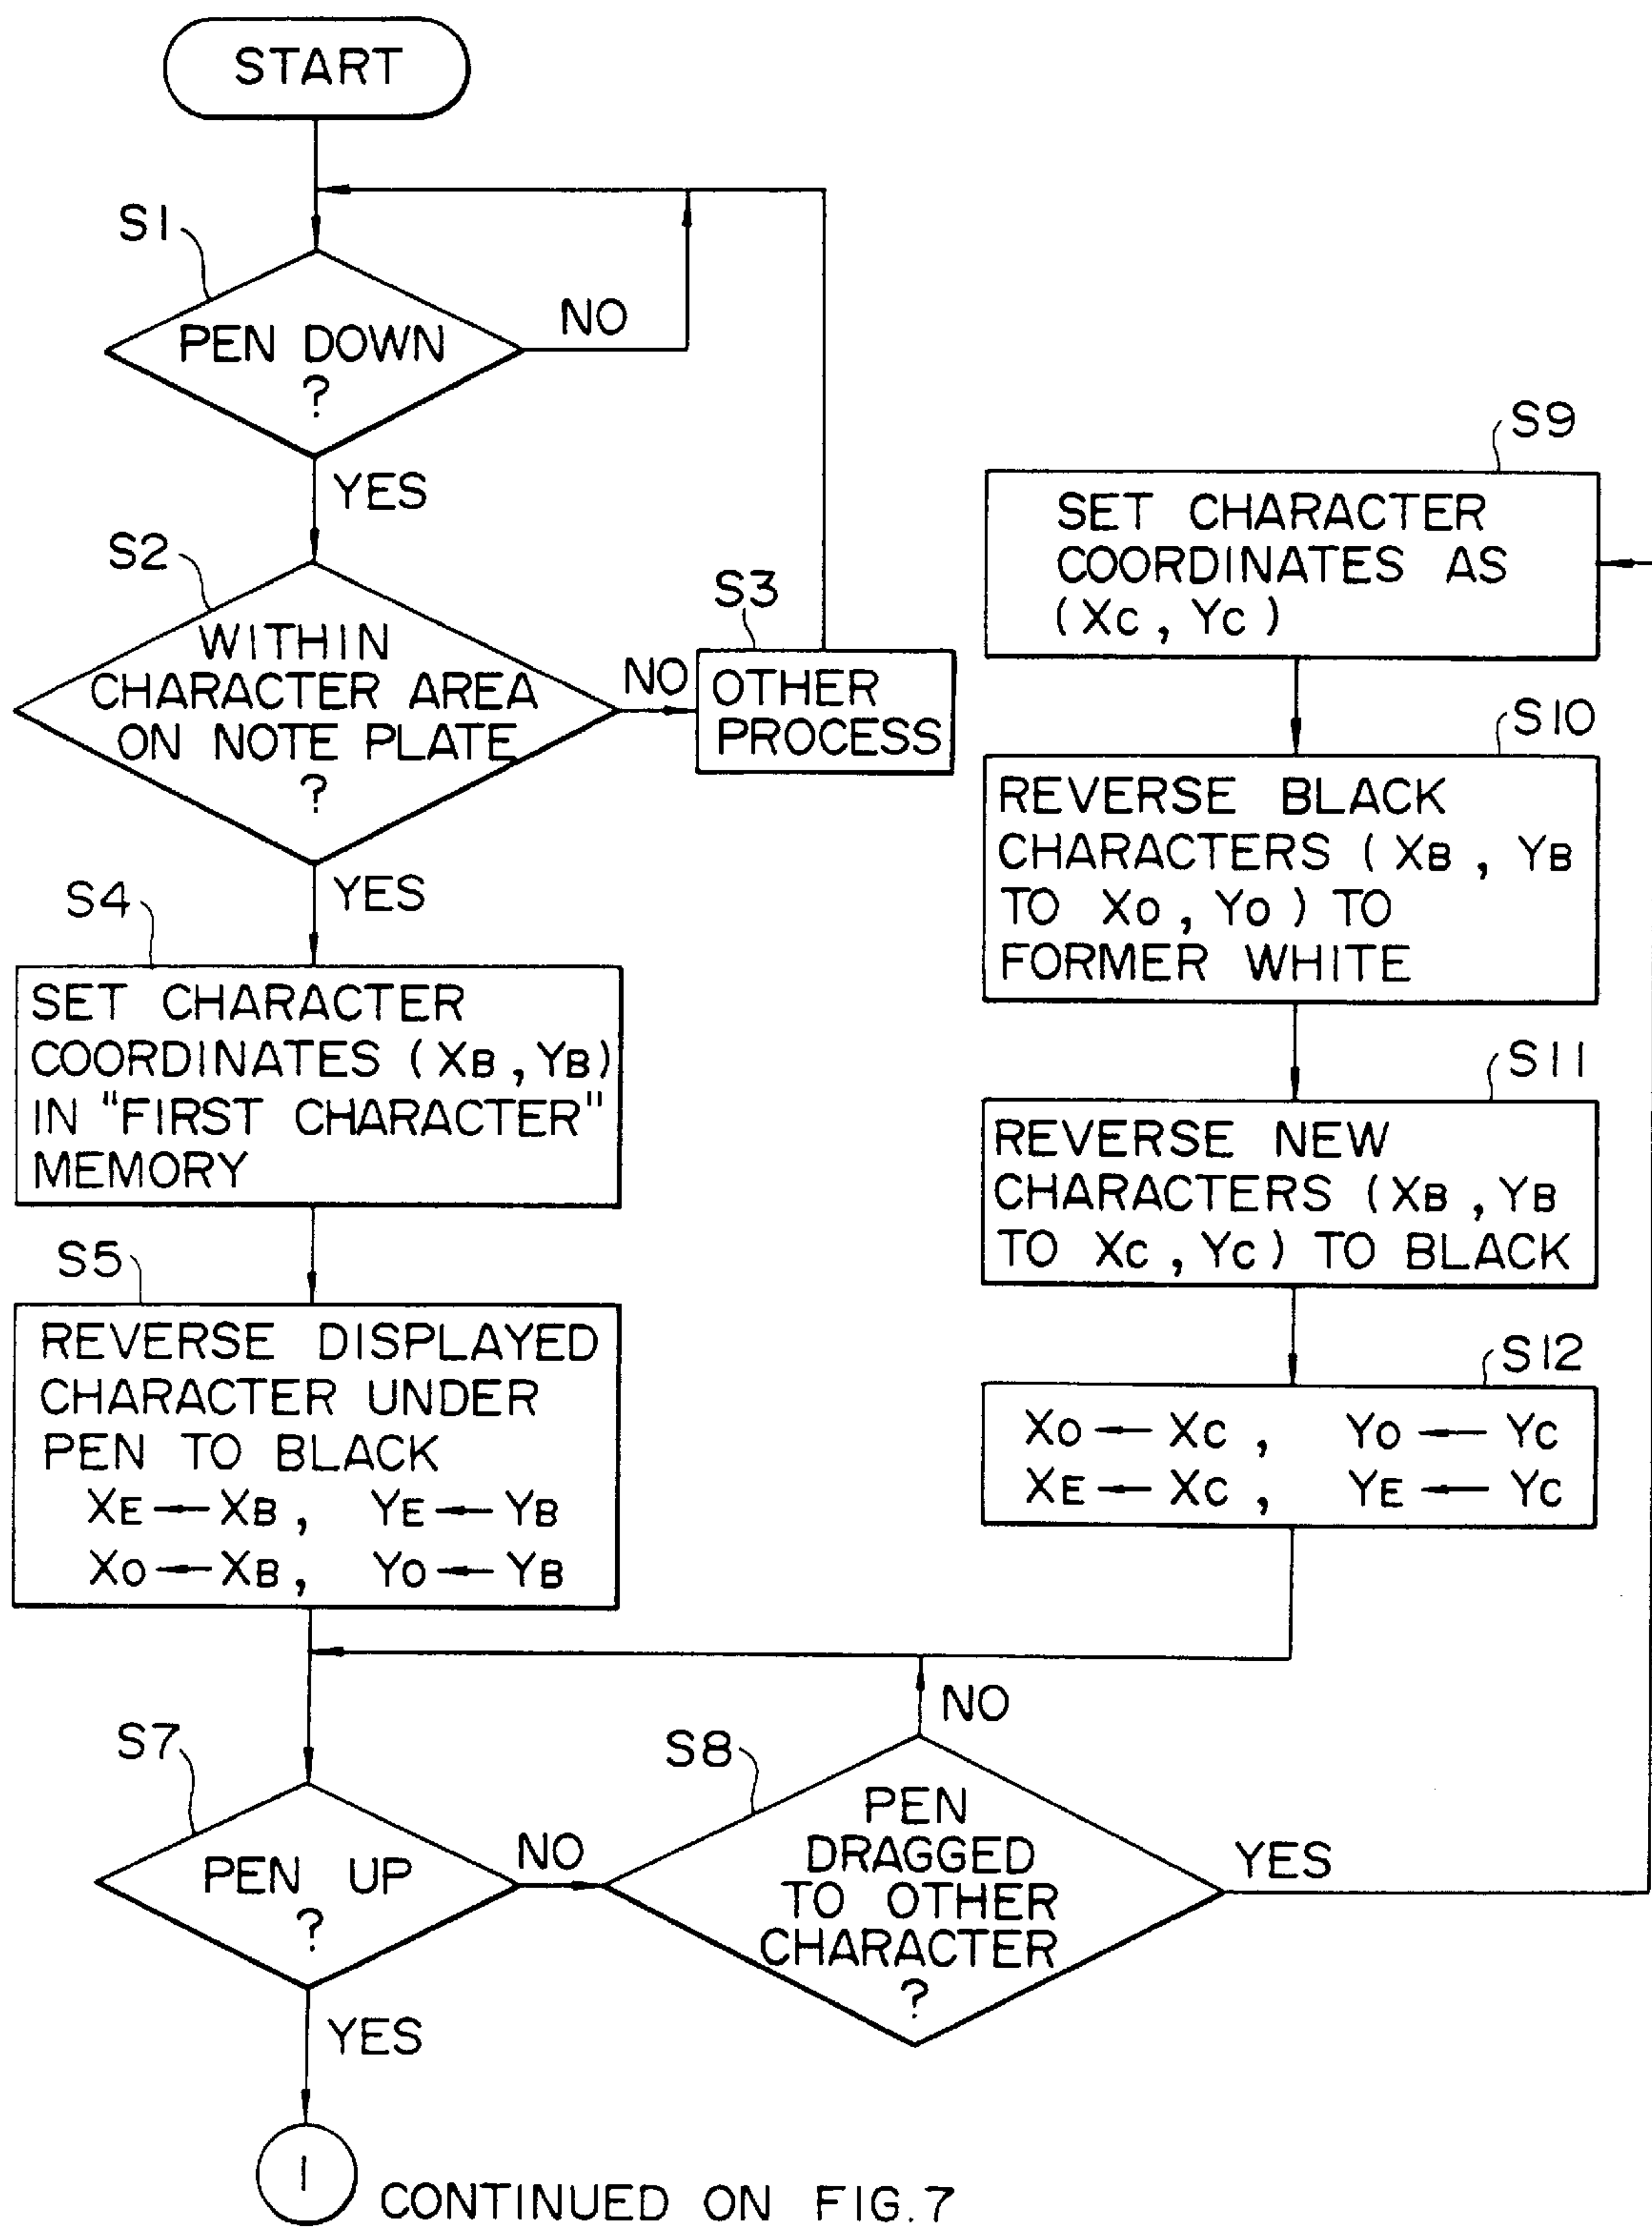 START
S1
PEN DOWN
?
NO
YES
S2
WITHIN
CHARACTER AREA
ON NOTE PLATE
?
NO
S3
OTHER
PROCESS
YES
S4
SET CHARACTER
COORDINATES (XB, YB)
IN "FIRST CHARACTER"
MEMORY
S5
REVERSE DISPLAYED
CHARACTER UNDER
PEN TO BLACK
XE ← XB, YE ← YB
XO ← XB, YO ← YB
S7
PEN UP
?
NO
YES
S8
PEN
DRAGGED
TO OTHER
CHARACTER
?
NO
YES
S9
SET CHARACTER
COORDINATES AS
(XC, YC)
S10
REVERSE BLACK
CHARACTERS (XB, YB
TO XO, YO) TO
FORMER WHITE
S11
REVERSE NEW
CHARACTERS (XB, YB
TO XC, YC) TO BLACK
S12
XO ← XC, YO ← YC
XE ← XC, YE ← YC
1
CONTINUED ON FIG.7